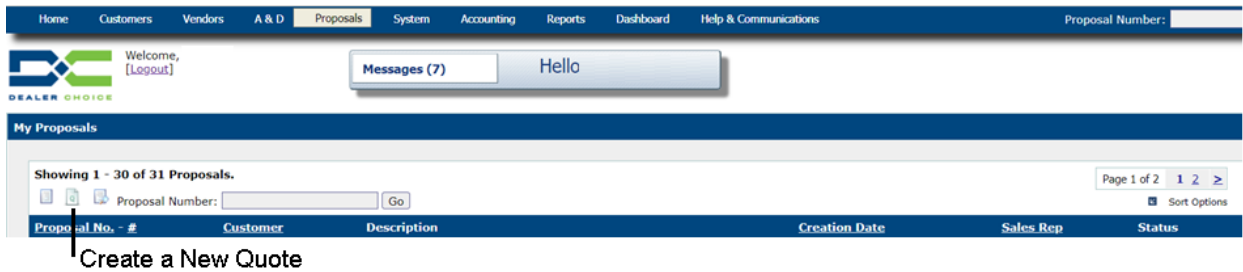 Home Customers Vendors A & D Proposals System Accounting Reports Dashboard Help & Communications Proposal Number:
Welcome,
[Logout]
Messages (7) Hello
DEALER CHOICE
My Proposals
Showing 1 - 30 of 31 Proposals.
Page 1 of 2 1 2 >
Proposal Number: Go
Sort Options
Proposal No. - # Customer Description Creation Date Sales Rep Status
Create a New Quote